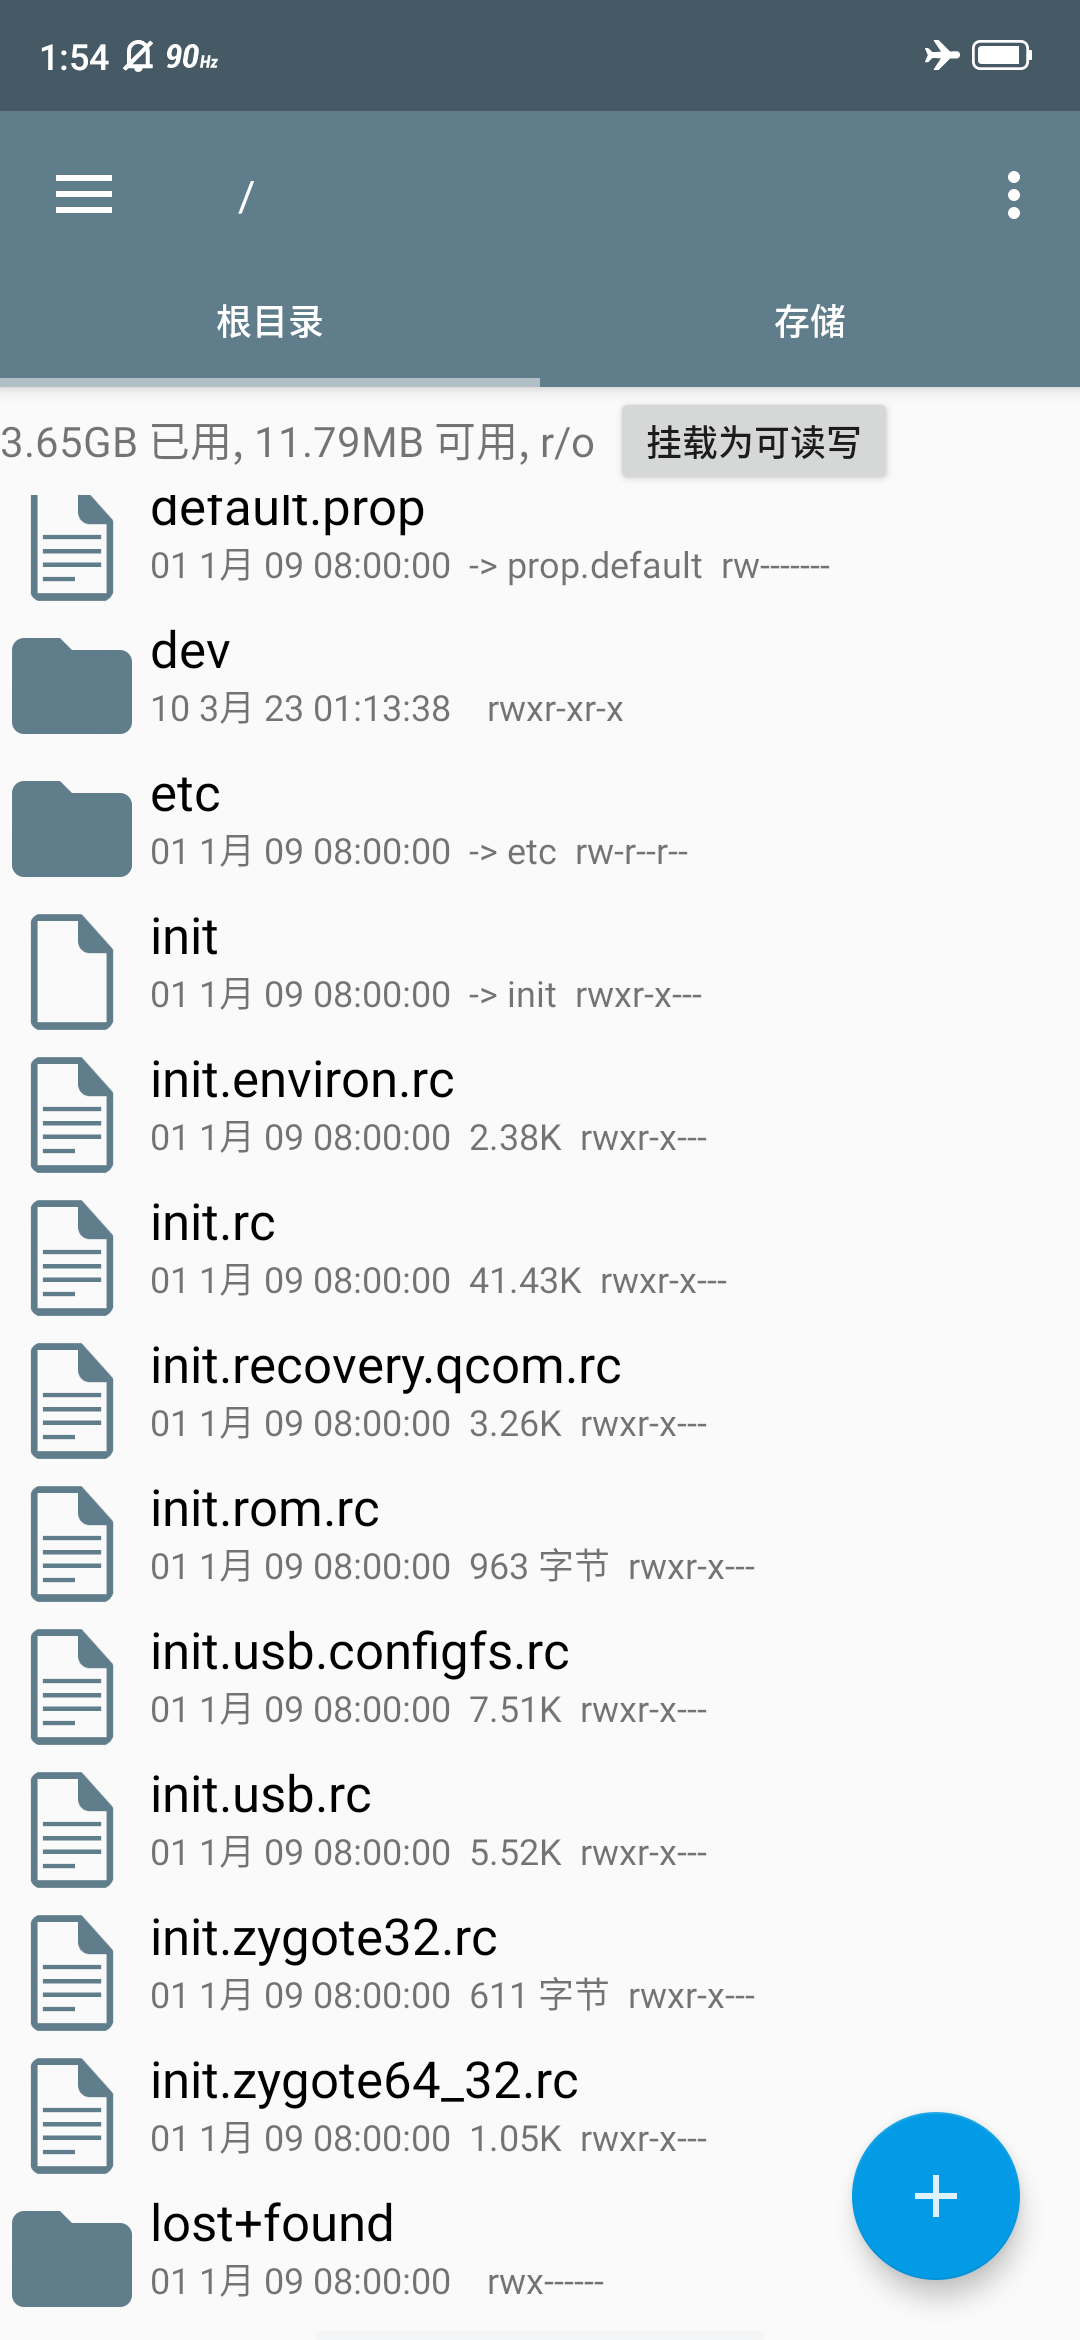 1:54 90Hz
/
根目录 存储
3.65GB 已用, 11.79MB 可用, r/o 挂载为可读写
default.prop
01 1月 09 08:00:00 -> prop.default rw-------
dev
10 3月 23 01:13:38 rwxr-xr-x
etc
01 1月 09 08:00:00 -> etc rw-r--r--
init
01 1月 09 08:00:00 -> init rwxr-x---
init.environ.rc
01 1月 09 08:00:00 2.38K rwxr-x---
init.rc
01 1月 09 08:00:00 41.43K rwxr-x---
init.recovery.qcom.rc
01 1月 09 08:00:00 3.26K rwxr-x---
init.rom.rc
01 1月 09 08:00:00 963 字节 rwxr-x---
init.usb.configfs.rc
01 1月 09 08:00:00 7.51K rwxr-x---
init.usb.rc
01 1月 09 08:00:00 5.52K rwxr-x---
init.zygote32.rc
01 1月 09 08:00:00 611 字节 rwxr-x---
init.zygote64_32.rc
01 1月 09 08:00:00 1.05K rwxr-x---
lost+found
01 1月 09 08:00:00 rwx------